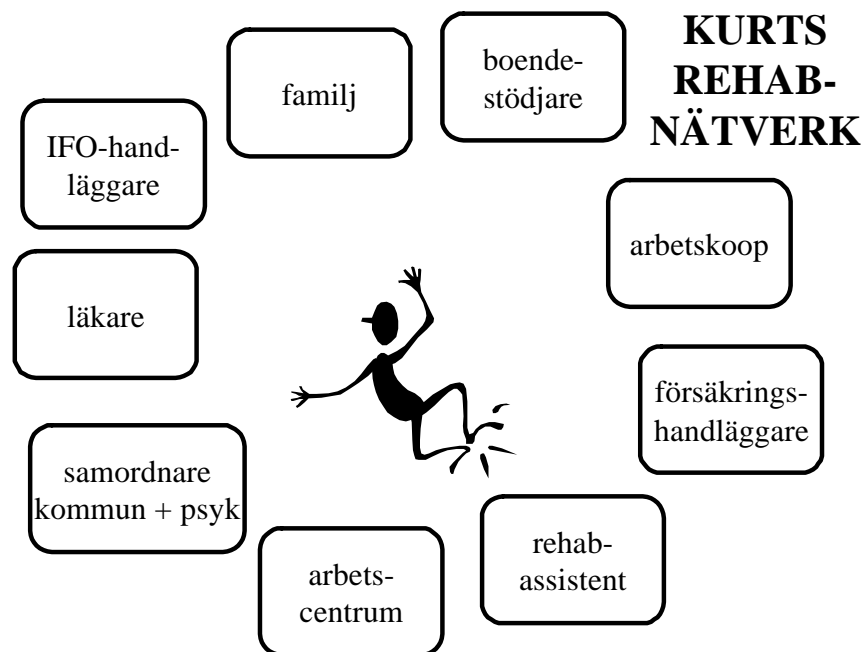 KURTS
REHAB-
NÄTVERK
familj
boende-
stödjare
IFO-hand-
läggare
arbetskoop
läkare
försäkrings-
handläggare
samordnare
kommun + psyk
rehab-
assistent
arbets-
centrum